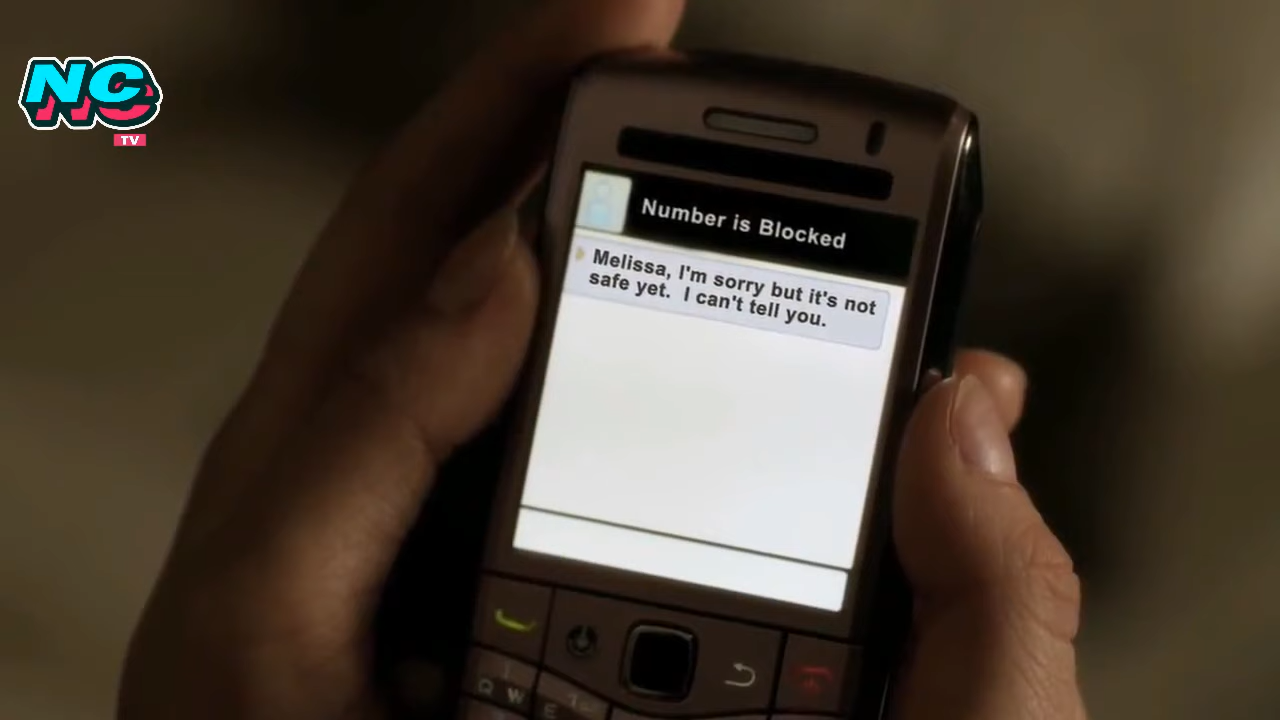 NC
TV
Number is Blocked
Melissa, I'm sorry but it's not
safe yet.  I can't tell you.
Q W
E